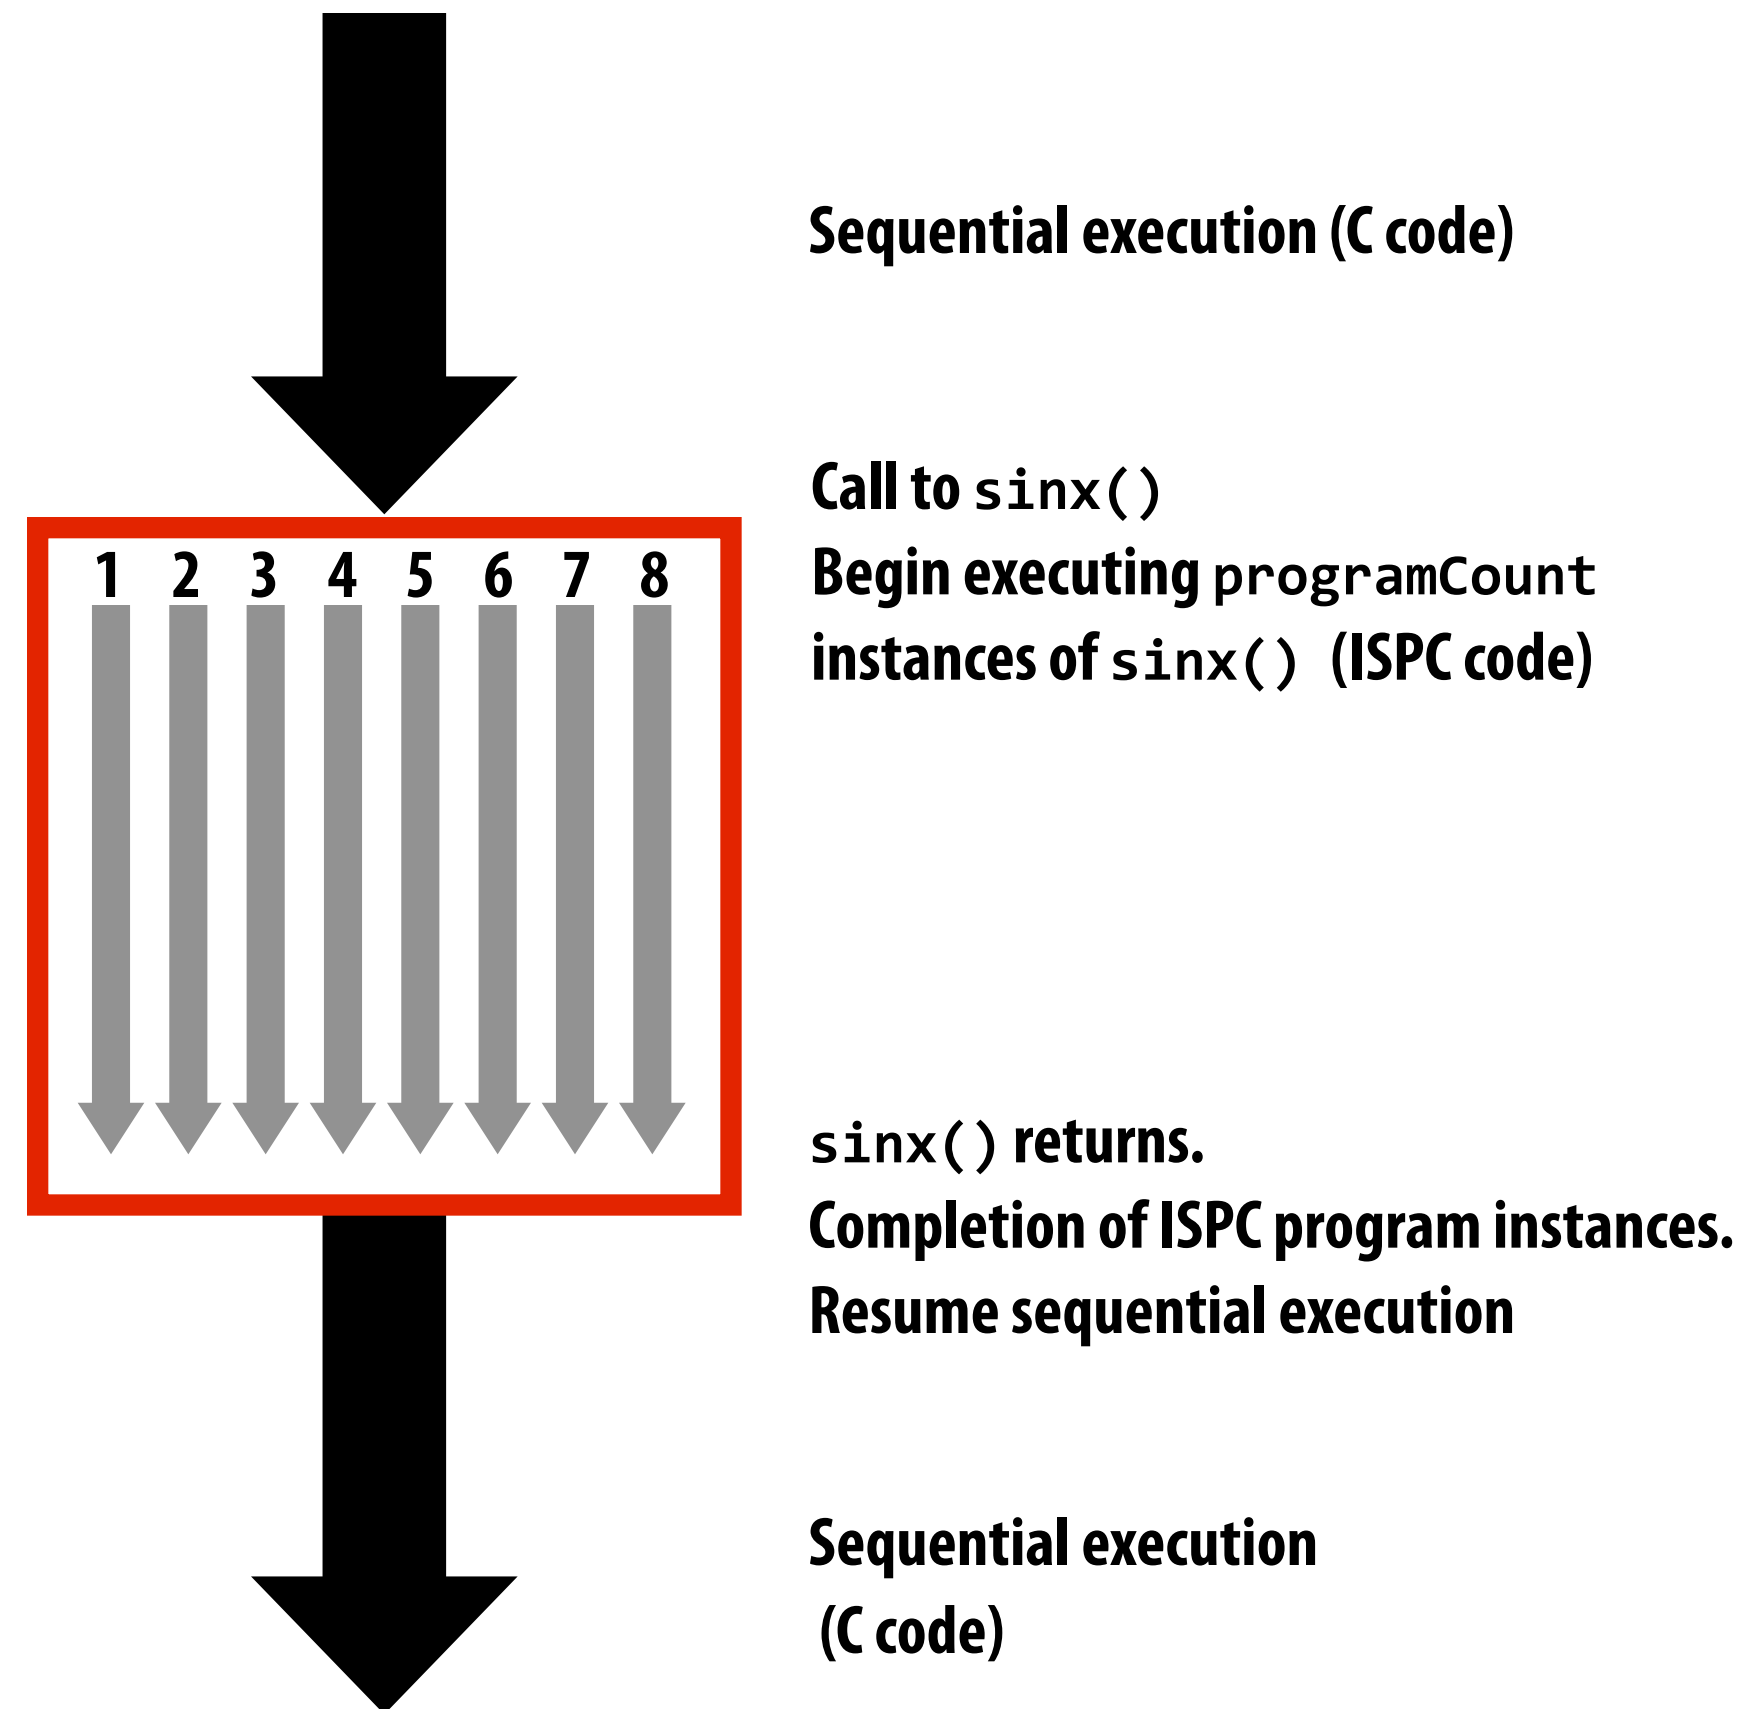 Sequential execution (C code)
Call to sinx()
Begin executing programCount
instances of sinx() (ISPC code)
1 2 3 4 5 6 7 8
sinx() returns.
Completion of ISPC program instances.
Resume sequential execution
Sequential execution
(C code)